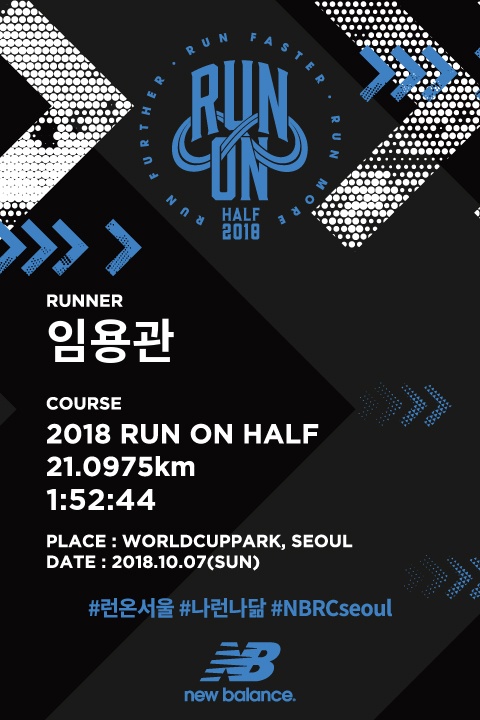 RUN FURTHER · RUN FASTER · RUN MORE
RUN
ON
HALF
2018
RUNNER
임용관
COURSE
2018 RUN ON HALF
21.0975km
1:52:44
PLACE : WORLDCUPPARK, SEOUL
DATE : 2018.10.07(SUN)
#런온서울 #나런나닮 #NBRCseoul
NB
new balance.